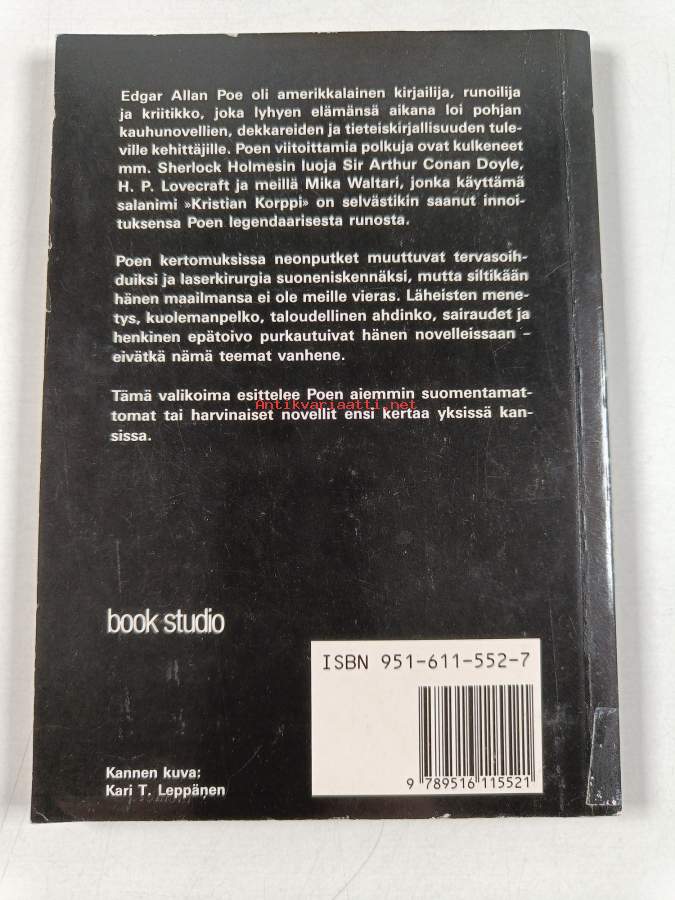 Edgar Allan Poe oli amerikkalainen kirjailija, runoilija
ja kriitikko, joka lyhyen elämänsä aikana loi pohjan
kauhunovellien, dekkareiden ja tieteiskirjallisuuden tule-
ville kehittäjille. Poen viitoittamia polkuja ovat kulkeneet
mm. Sherlock Holmesin luoja Sir Arthur Conan Doyle,
H. P. Lovecraft ja meillä Mika Waltari, jonka käyttämä
salanimi »Kristian Korppi» on selvästikin saanut innoi-
tuksensa Poen legendaarisesta runosta.
Poen kertomuksissa neonputket muuttuvat tervasoih-
duiksi ja laserkirurgia suoneniskennäksi, mutta siltikään
hänen maailmansa ei ole meille vieras. Läheisten mene-
tys, kuolemanpelko, taloudellinen ahdinko, sairaudet ja
henkinen epätoivo purkautuivat hänen novelleissaan –
eivätkä nämä teemat vanhene.
Tämä valikoima esittelee Poen aiemmin suomentamat-
tomat tai harvinaiset novellit ensi kertaa yksissä kan-
Antikvariaatti.net
sissa.
book studio
ISBN 951-611-552-7
9 789516 115521
Kannen kuva:
Kari T. Leppänen